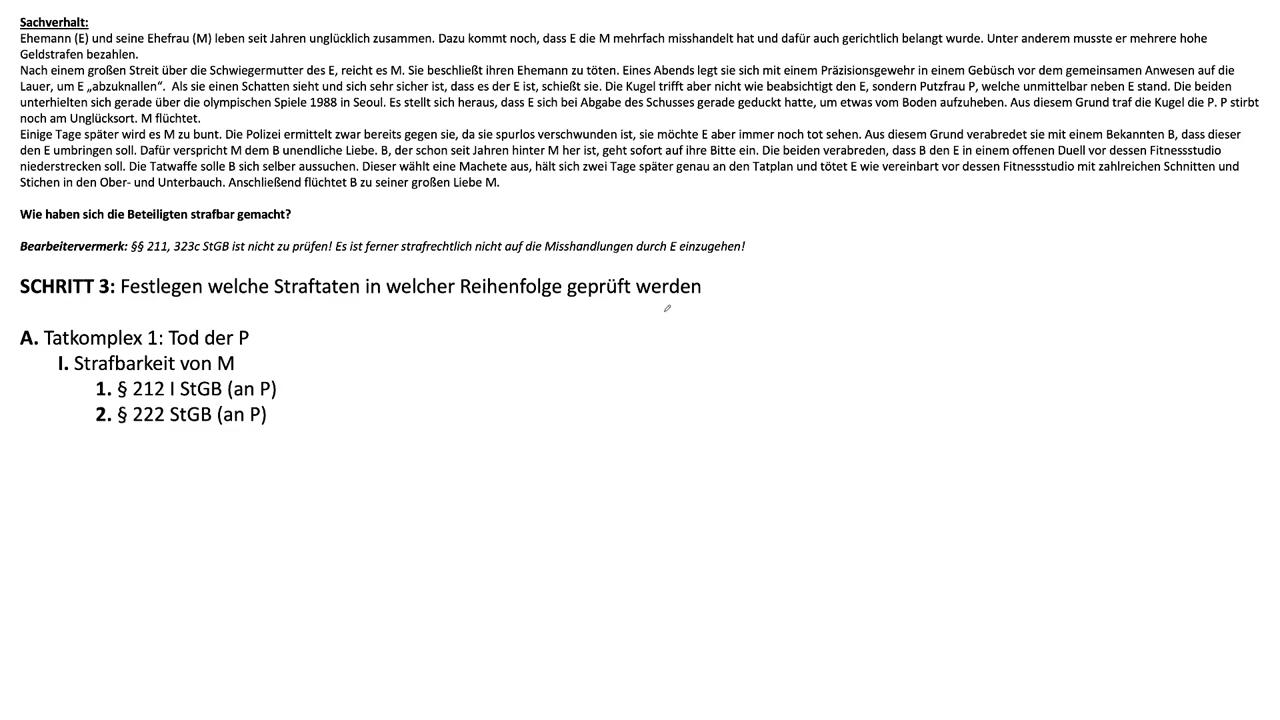 Sachverhalt:
Ehemann (E) und seine Ehefrau (M) leben seit Jahren unglücklich zusammen. Dazu kommt noch, dass E die M mehrfach misshandelt hat und dafür auch gerichtlich belangt wurde. Unter anderem musste er mehrere hohe
Geldstrafen bezahlen.
Nach einem großen Streit über die Schwiegermutter des E, reicht es M. Sie beschließt ihren Ehemann zu töten. Eines Abends legt sie sich mit einem Präzisionsgewehr in einem Gebüsch vor dem gemeinsamen Anwesen auf die
Lauer, um E „abzuknallen“. Als sie einen Schatten sieht und sich sehr sicher ist, dass es der E ist, schießt sie. Die Kugel trifft aber nicht wie beabsichtigt den E, sondern Putzfrau P, welche unmittelbar neben E stand. Die beiden
unterhielten sich gerade über die olympischen Spiele 1988 in Seoul. Es stellt sich heraus, dass E sich bei Abgabe des Schusses gerade geduckt hatte, um etwas vom Boden aufzuheben. Aus diesem Grund traf die Kugel die P. P stirbt
noch am Unglücksort. M flüchtet.
Einige Tage später wird es M zu bunt. Die Polizei ermittelt zwar bereits gegen sie, da sie spurlos verschwunden ist, sie möchte E aber immer noch tot sehen. Aus diesem Grund verabredet sie mit einem Bekannten B, dass dieser
den E umbringen soll. Dafür verspricht M dem B unendliche Liebe. B, der schon seit Jahren hinter M her ist, geht sofort auf ihre Bitte ein. Die beiden verabreden, dass B den E in einem offenen Duell vor dessen Fitnessstudio
niederstrecken soll. Die Tatwaffe solle B sich selber aussuchen. Dieser wählt eine Machete aus, hält sich zwei Tage später genau an den Tatplan und tötet E wie vereinbart vor dessen Fitnessstudio mit zahlreichen Schnitten und
Stichen in den Ober- und Unterbauch. Anschließend flüchtet B zu seiner großen Liebe M.
Wie haben sich die Beteiligten strafbar gemacht?
Bearbeitervermerk: §§ 211, 323c StGB ist nicht zu prüfen! Es ist ferner strafrechtlich nicht auf die Misshandlungen durch E einzugehen!
SCHRITT 3: Festlegen welche Straftaten in welcher Reihenfolge geprüft werden
A. Tatkomplex 1: Tod der P
I. Strafbarkeit von M
1. § 212 I StGB (an P)
2. § 222 StGB (an P)